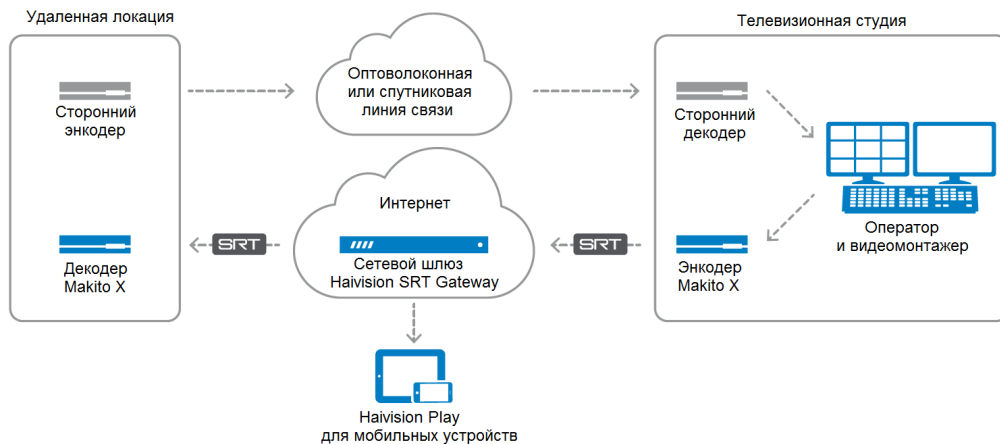 Удаленная локация
Телевизионная студия
Сторонний
энкодер
Оптоволоконная
или спутниковая
линия связи
Сторонний
декодер
Оператор
и видеомонтажер
Декодер
Makito X
SRT
Интернет
Сетевой шлюз
Haivision SRT Gateway
SRT
Энкодер
Makito X
Haivision Play
для мобильных устройств